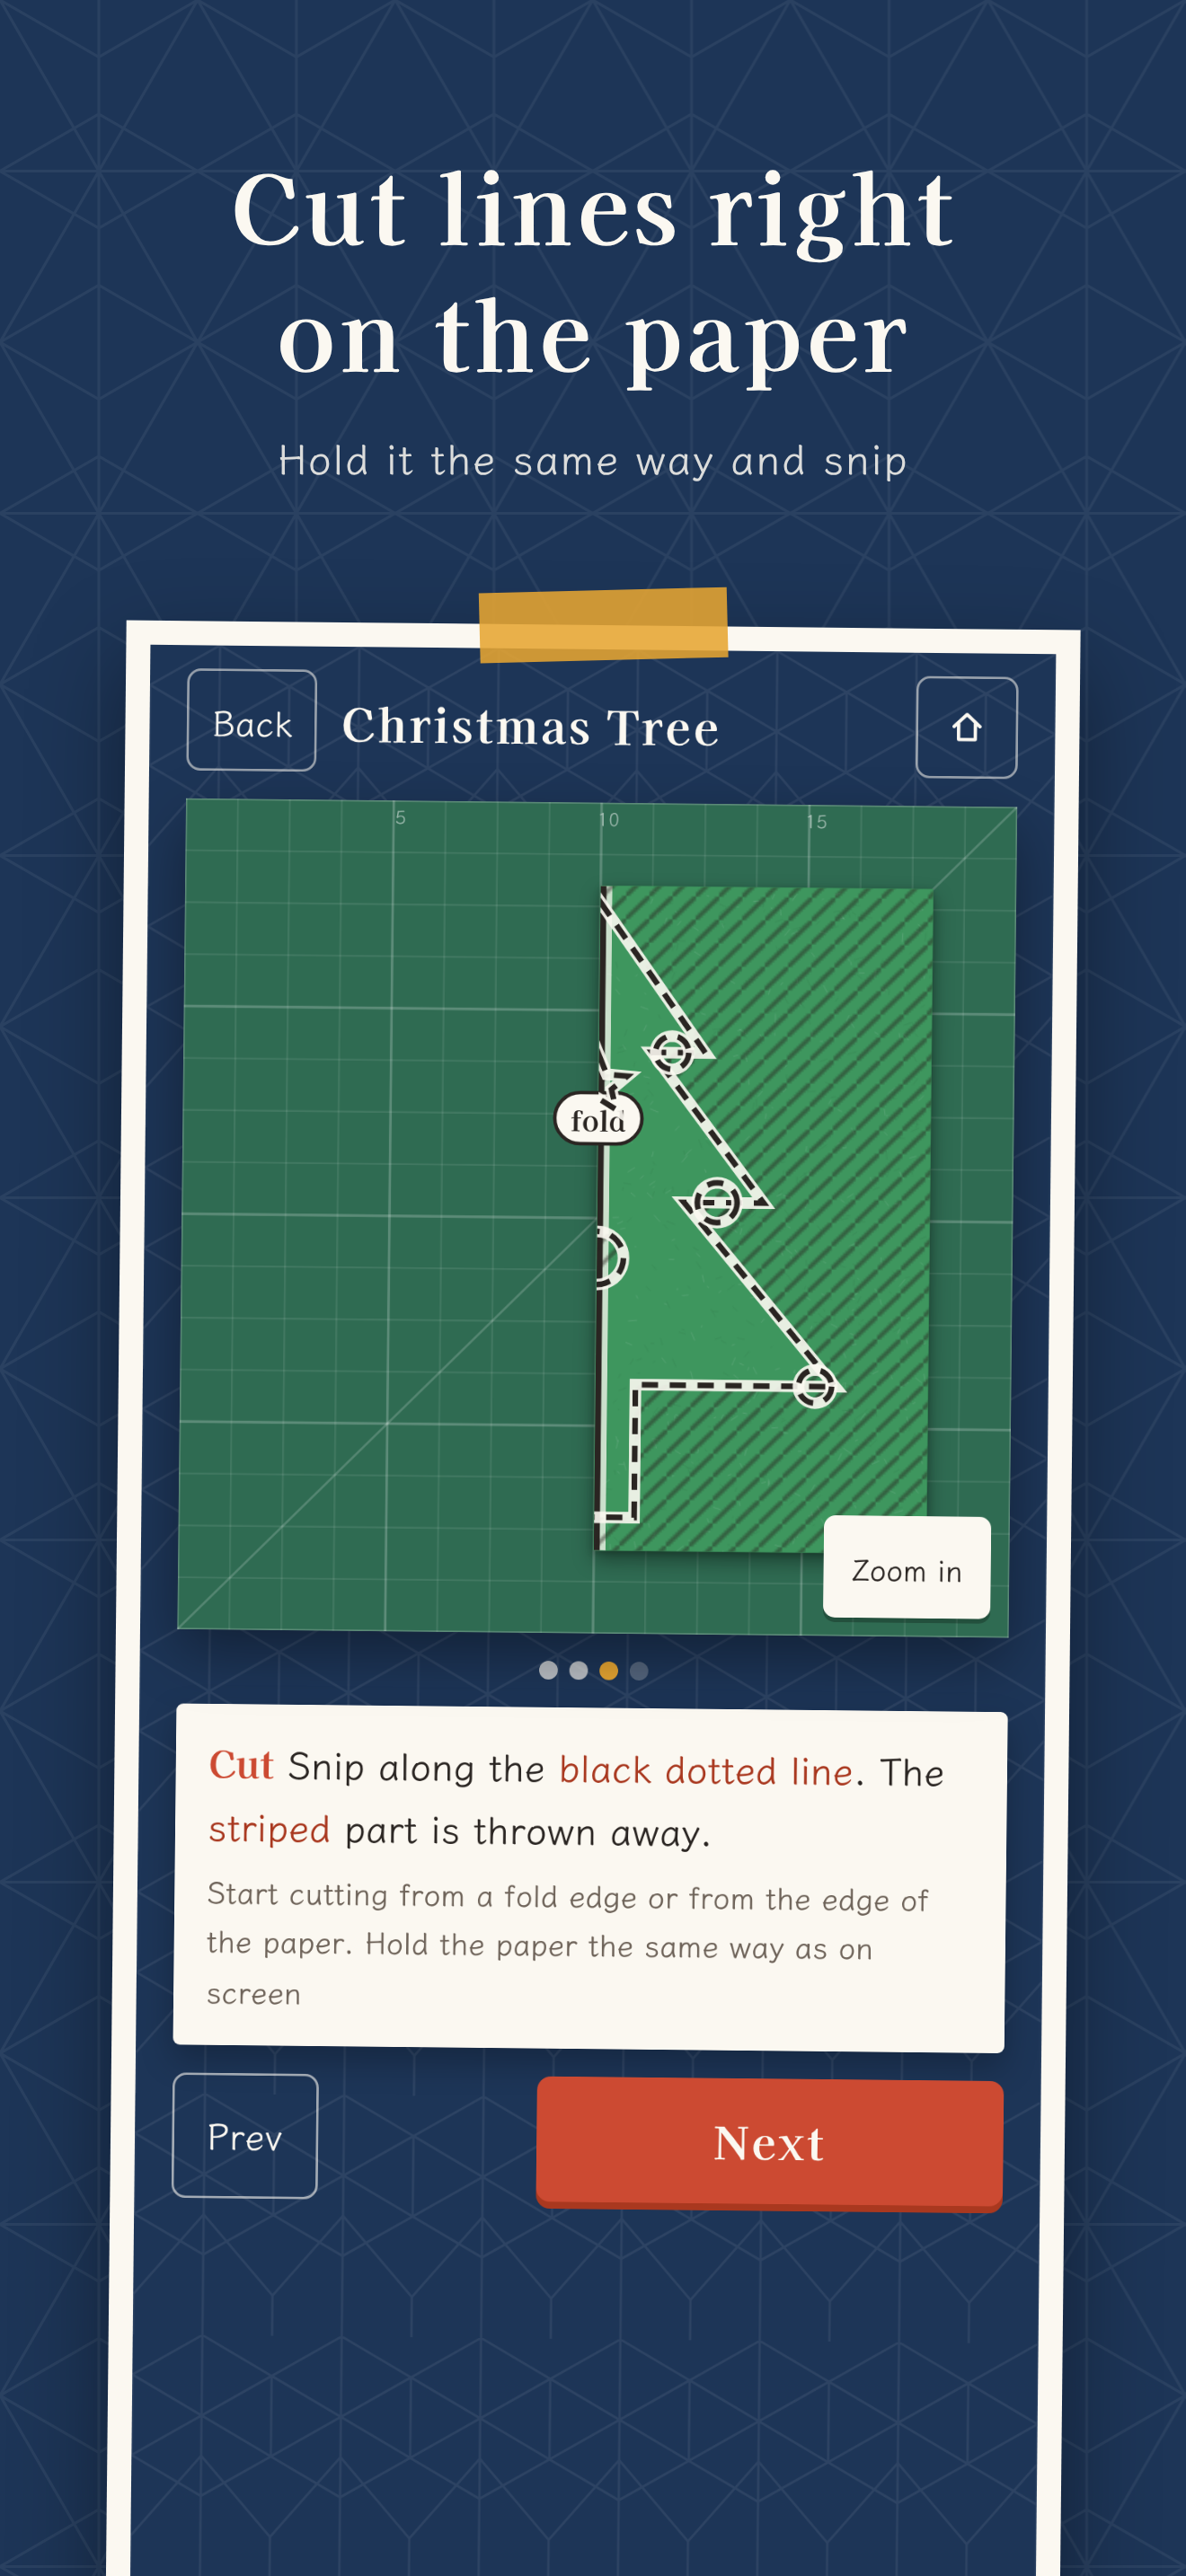 Cut lines right
on the paper
Hold it the same way and snip
Back
Christmas Tree
5
10
15
fold
Zoom in
Cut Snip along the black dotted line. The
striped part is thrown away.
Start cutting from a fold edge or from the edge of
the paper. Hold the paper the same way as on
screen
Prev
Next